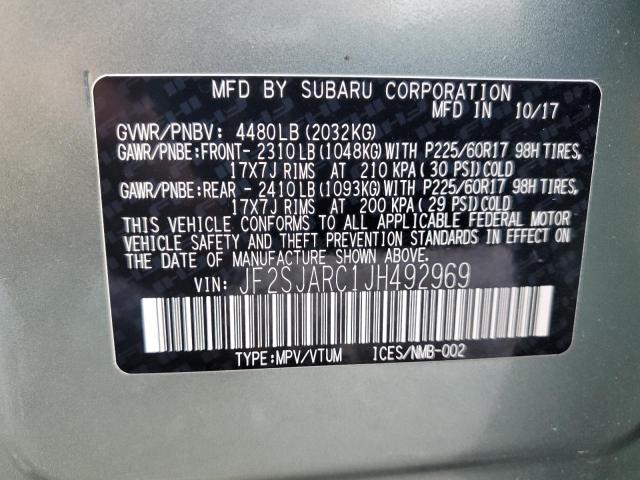 MFD BY SUBARU CORPORATION
MFD IN 10/17
GVWR/PNBV: 4480LB(2032KG)
GAWR/PNBE:FRONT- 2310LB(1048KG)WITH P225/60R17 98H TIRES,
17X7J RIMS AT 210 KPA(30 PSI)COLD
GAWR/PNBE:REAR - 2410LB(1093KG)WITH P225/60R17 98H TIRES,
17X7J RIMS AT 200 KPA(29 PSI)COLD
THIS VEHICLE CONFORMS TO ALL APPLICABLE FEDERAL MOTOR
VEHICLE SAFETY AND THEFT PREVENTION STANDARDS IN EFFECT
ON THE DATE OF MANUFACTURE SHOWN ABOVE.
VIN: JF2SJARC1JH492969
TYPE:MPV/VTUM ICES/NMB-002